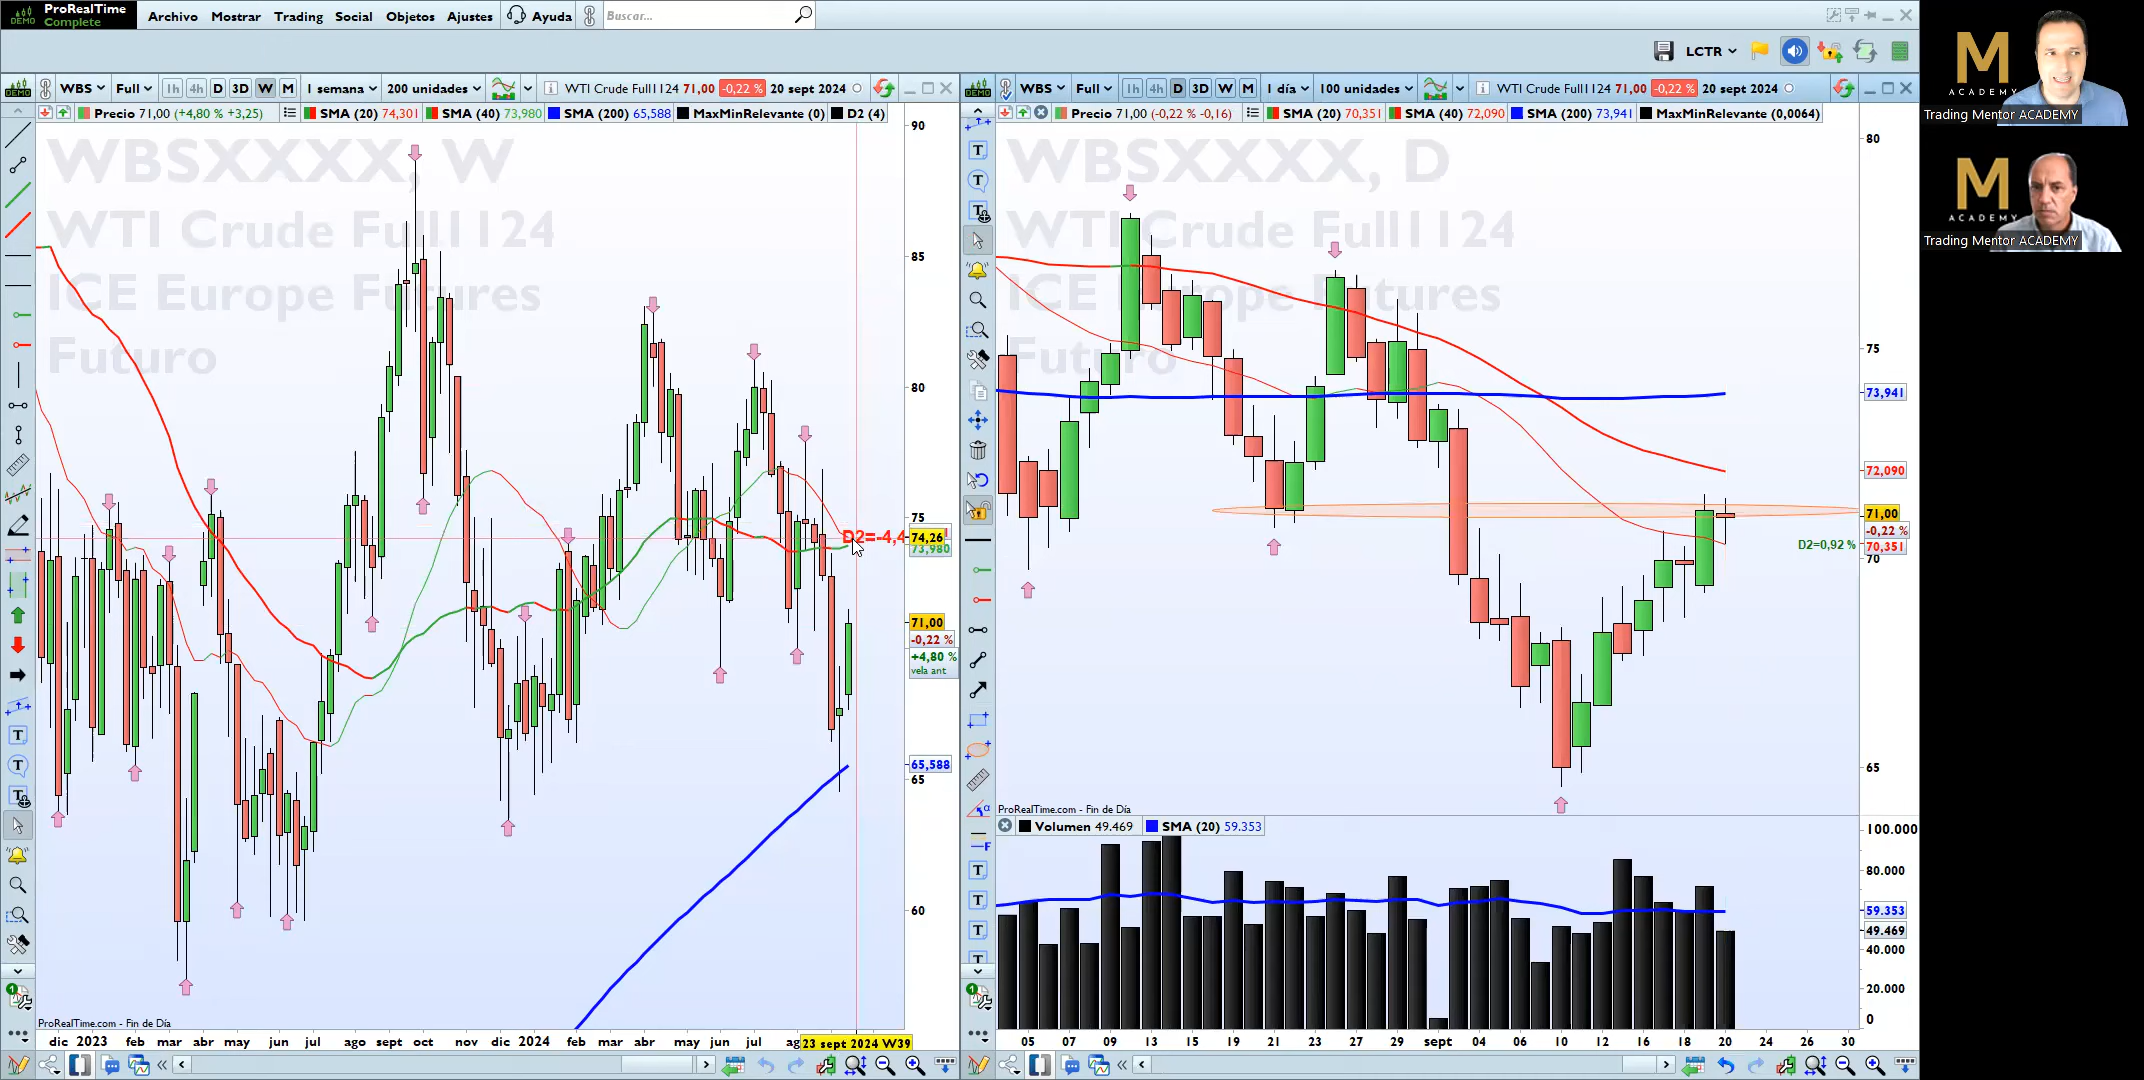 ProRealTime
DEMO Complete
Archivo Mostrar Trading Social Objetos Ajustes Ayuda Buscar...
LCTR
DEMO WBS Full 1h 4h D 3D W M 1 semana 200 unidades WTI Crude Full1124 71,00 -0,22 % 20 sept 2024
Precio 71,00 (+4,80 % +3,25) SMA (20) 74,301 SMA (40) 73,980 SMA (200) 65,588 MaxMinRelevante (0) D2 (4)
WBSXXXX, W
WTI Crude Full1124
ICE Europe Futures
Futuro
90
85
80
75
D2=-4,4
74,26
73,980
71,00
-0,22 %
+4,80 %
vela ant
65,588
65
60
ProRealTime.com - Fin de Día
dic 2023 feb mar abr may jun jul ago sept oct nov dic 2024 feb mar may jun jul ag 23 sept 2024 W39
DEMO WBS Full 1h 4h D 3D W M 1 día 100 unidades WTI Crude Full1124 71,00 -0,22 % 20 sept 2024
Precio 71,00 (-0,22 % -0,16) SMA (20) 70,351 SMA (40) 72,090 SMA (200) 73,941 MaxMinRelevante (0,0064)
WBSXXXX, D
WTI Crude Full1124
ICE Europe Futures
Futuro
80
75
73,941
72,090
71,00
-0,22 %
D2=0,92 %
70,351
70
65
ProRealTime.com - Fin de Día
Volumen 49.469 SMA (20) 59.353
100.000
80.000
59.353
49.469
40.000
20.000
0
05 07 09 13 15 19 21 23 27 29 sept 04 06 10 12 16 18 20 24 26 30
M
ACADEMY
Trading Mentor ACADEMY
M
ACADEMY
Trading Mentor ACADEMY